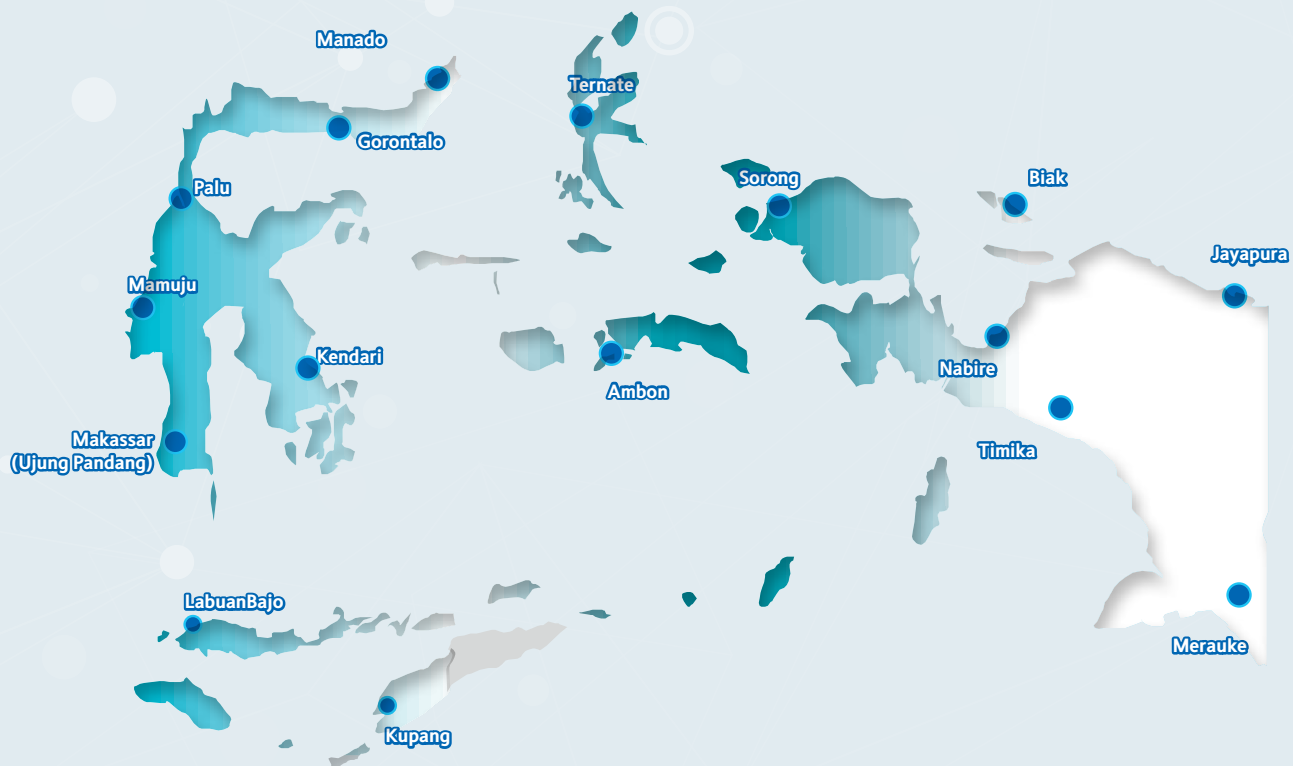 Manado
Ternate
Gorontalo
Palu
Sorong
Biak
Jayapura
Mamuju
Kendari
Nabire
Ambon
Makassar
(Ujung Pandang)
Timika
LabuanBajo
Merauke
Kupang